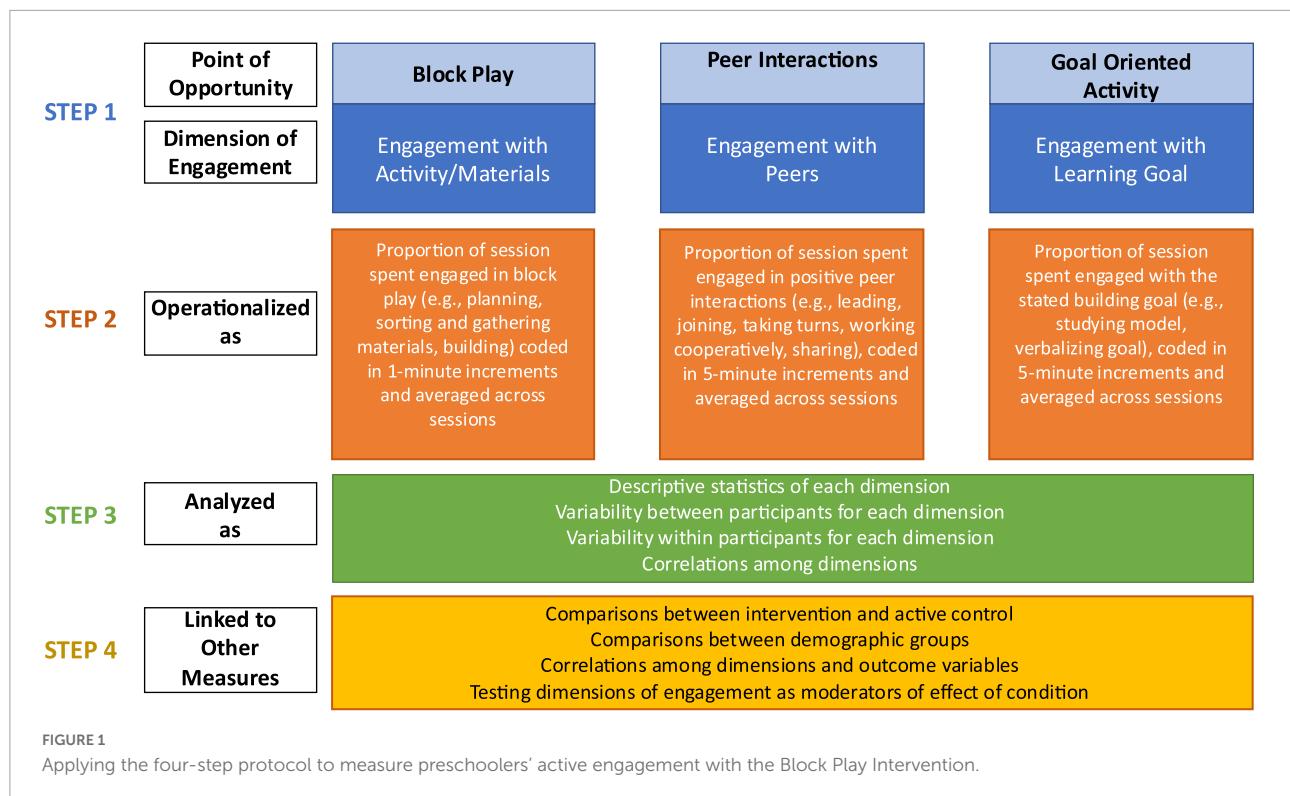 STEP 1
Point of
Opportunity
Block Play
Peer Interactions
Goal Oriented
Activity
Dimension of
Engagement
Engagement with
Activity/Materials
Engagement with
Peers
Engagement with
Learning Goal
STEP 2
Operationalized
as
Proportion of session
spent engaged in block
play (e.g., planning,
sorting and gathering
materials, building) coded
in 1-minute increments
and averaged across
sessions
Proportion of session spent
engaged in positive peer
interactions (e.g., leading,
joining, taking turns, working
cooperatively, sharing), coded
in 5-minute increments and
averaged across sessions
Proportion of session
spent engaged with the
stated building goal (e.g.,
studying model,
verbalizing goal), coded in
5-minute increments and
averaged across sessions
STEP 3
Analyzed
as
Descriptive statistics of each dimension
Variability between participants for each dimension
Variability within participants for each dimension
Correlations among dimensions
STEP 4
Linked to
Other
Measures
Comparisons between intervention and active control
Comparisons between demographic groups
Correlations among dimensions and outcome variables
Testing dimensions of engagement as moderators of effect of condition
FIGURE 1
Applying the four-step protocol to measure preschoolers' active engagement with the Block Play Intervention.